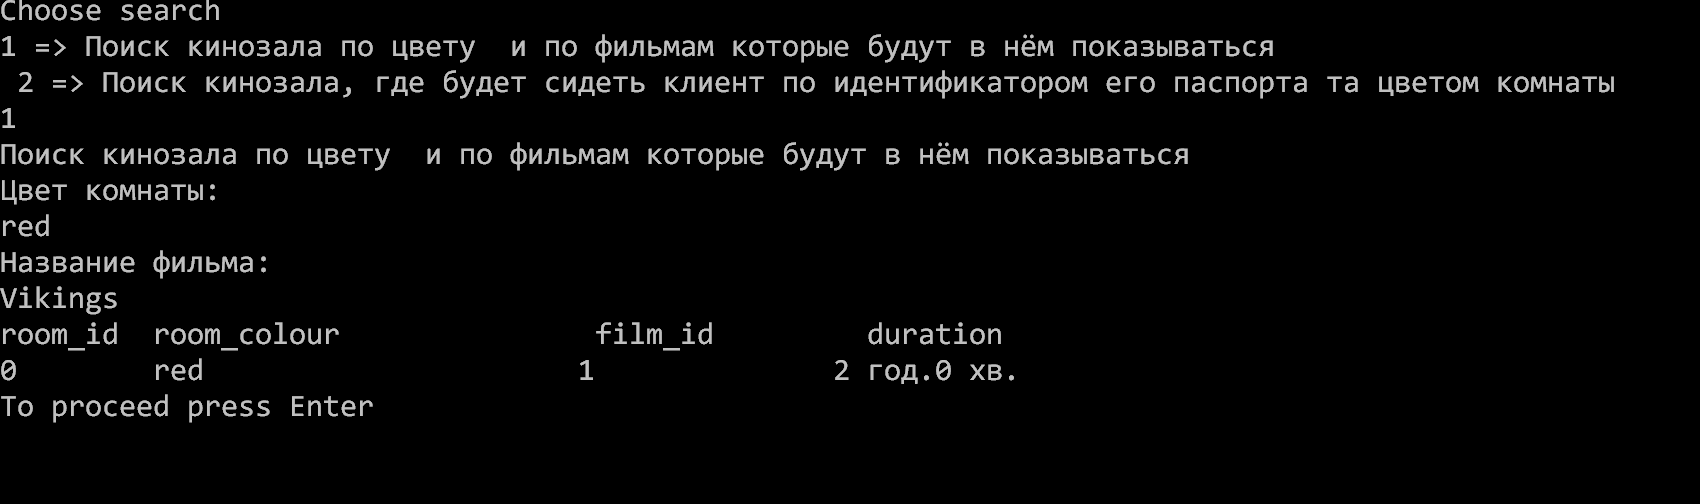 Choose search
1 => Поиск кинозала по цвету  и по фильмам которые будут в нём показываться
 2 => Поиск кинозала, где будет сидеть клиент по идентификатором его паспорта та цветом комнаты
1
Поиск кинозала по цвету  и по фильмам которые будут в нём показываться
Цвет комнаты:
red
Название фильма:
Vikings
room_id  room_colour               film_id         duration
0        red                      1              2 год.0 хв.
To proceed press Enter